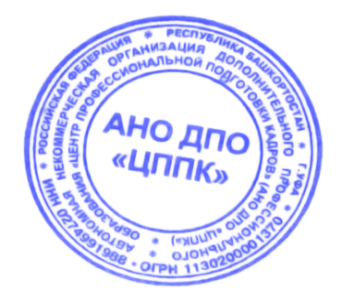 РОССИЙСКАЯ ФЕДЕРАЦИЯ * РЕСПУБЛИКА БАШКОРТОСТАН * Г.УФА *
ИНН 0274991988 - ОГРН 1130200001370
АВТОНОМНАЯ НЕКОММЕРЧЕСКАЯ ОРГАНИЗАЦИЯ ДОПОЛНИТЕЛЬНОГО ПРОФЕССИОНАЛЬНОГО
ОБРАЗОВАНИЯ «ЦЕНТР ПРОФЕССИОНАЛЬНОЙ ПОДГОТОВКИ КАДРОВ» (АНО ДПО «ЦППК») *
АНО ДПО
«ЦППК»